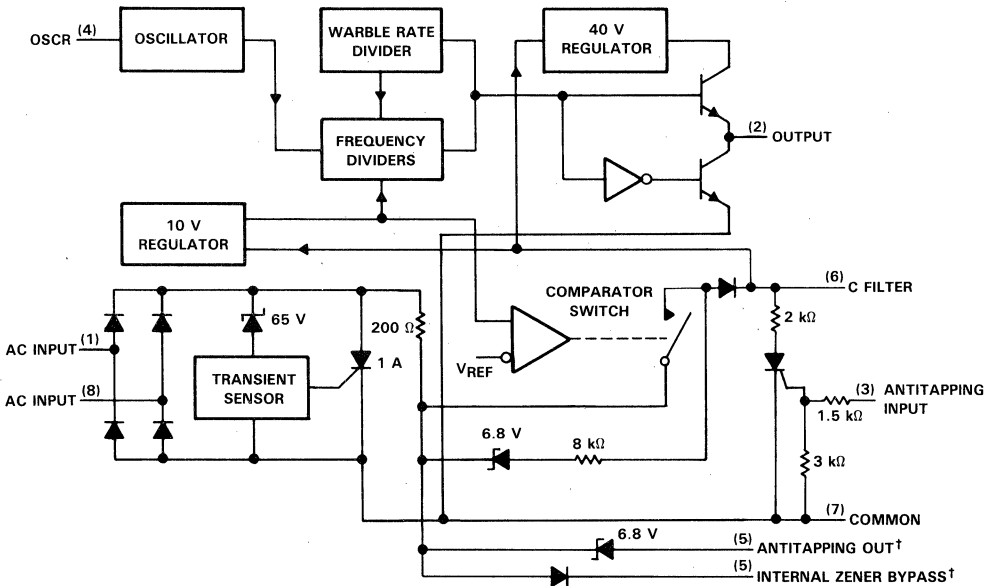 OSCR (4)
OSCILLATOR
WARBLE RATE
DIVIDER
40 V
REGULATOR
FREQUENCY
DIVIDERS
(2)
OUTPUT
10 V
REGULATOR
(6)
C FILTER
COMPARATOR
SWITCH
65 V
200 Ω
2 kΩ
AC INPUT (1)
1 A
VREF
TRANSIENT
SENSOR
AC INPUT (8)
(3) ANTITAPPING
INPUT
1.5 kΩ
6.8 V
8 kΩ
3 kΩ
(7)
COMMON
6.8 V
(5)
ANTITAPPING OUT†
(5)
INTERNAL ZENER BYPASS†